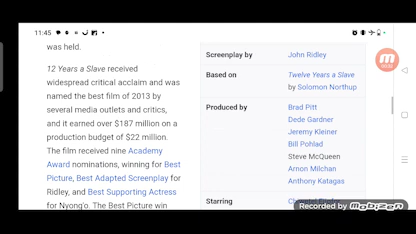 11:45
was held.
12 Years a Slave received
widespread critical acclaim and was
named the best film of 2013 by
several media outlets and critics,
and it earned over $187 million on a
production budget of $22 million.
The film received nine Academy
Award nominations, winning for Best
Picture, Best Adapted Screenplay for
Ridley, and Best Supporting Actress
for Nyong'o. The Best Picture win
Screenplay by John Ridley
Based on Twelve Years a Slave
by Solomon Northup
Produced by Brad Pitt
Dede Gardner
Jeremy Kleiner
Bill Pohlad
Steve McQueen
Arnon Milchan
Anthony Katagas
Starring
Recorded by Mobizen